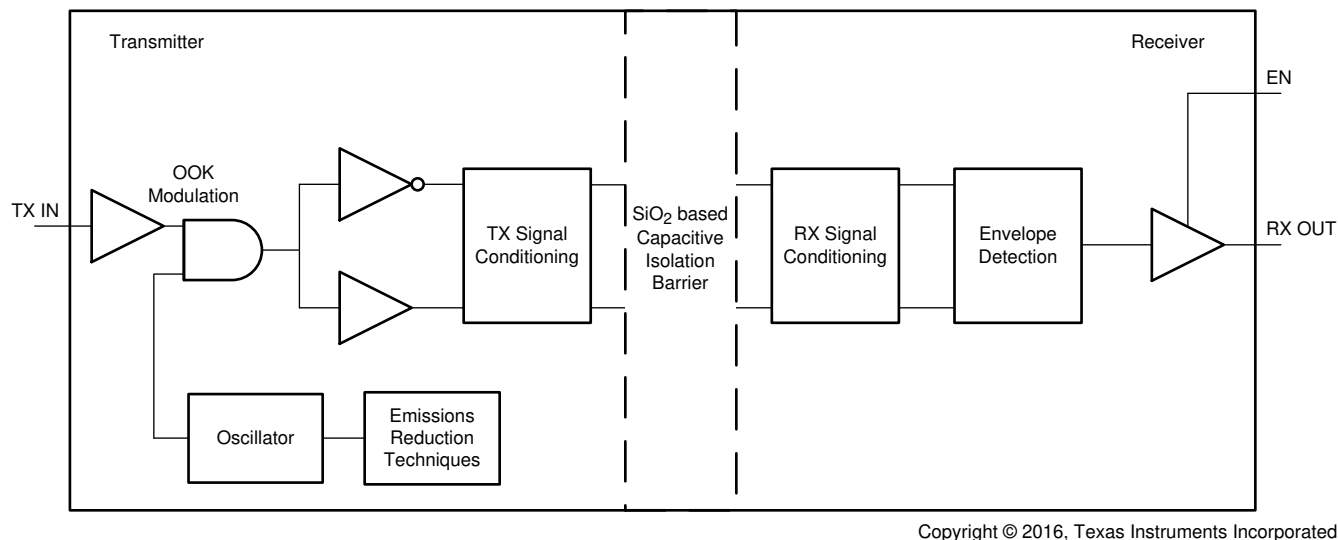 Transmitter
Receiver
EN
OOK
Modulation
TX IN
TX Signal
Conditioning
SiO2 based
Capacitive
Isolation
Barrier
RX Signal
Conditioning
Envelope
Detection
RX OUT
Oscillator
Emissions
Reduction
Techniques
Copyright © 2016, Texas Instruments Incorporated